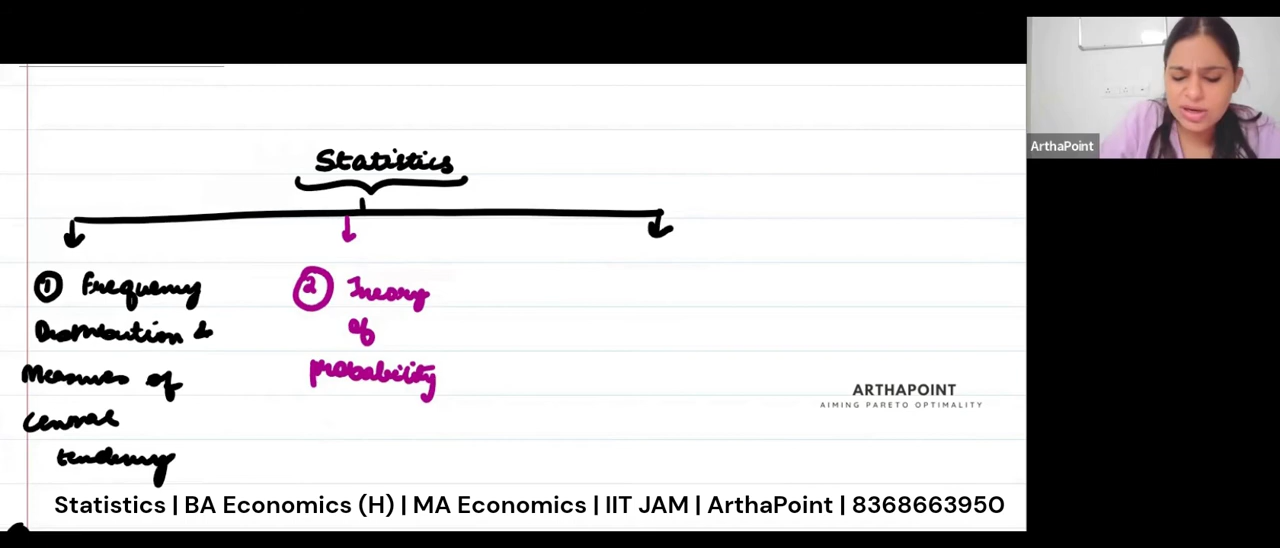 Statistics
① Frequency
Distribution &
Measures of
Central
tendency
② Theory
of
probability
ARTHAPOINT
AIMING PARETO OPTIMALITY
Statistics | BA Economics (H) | MA Economics | IIT JAM | ArthaPoint | 8368663950
ArthaPoint